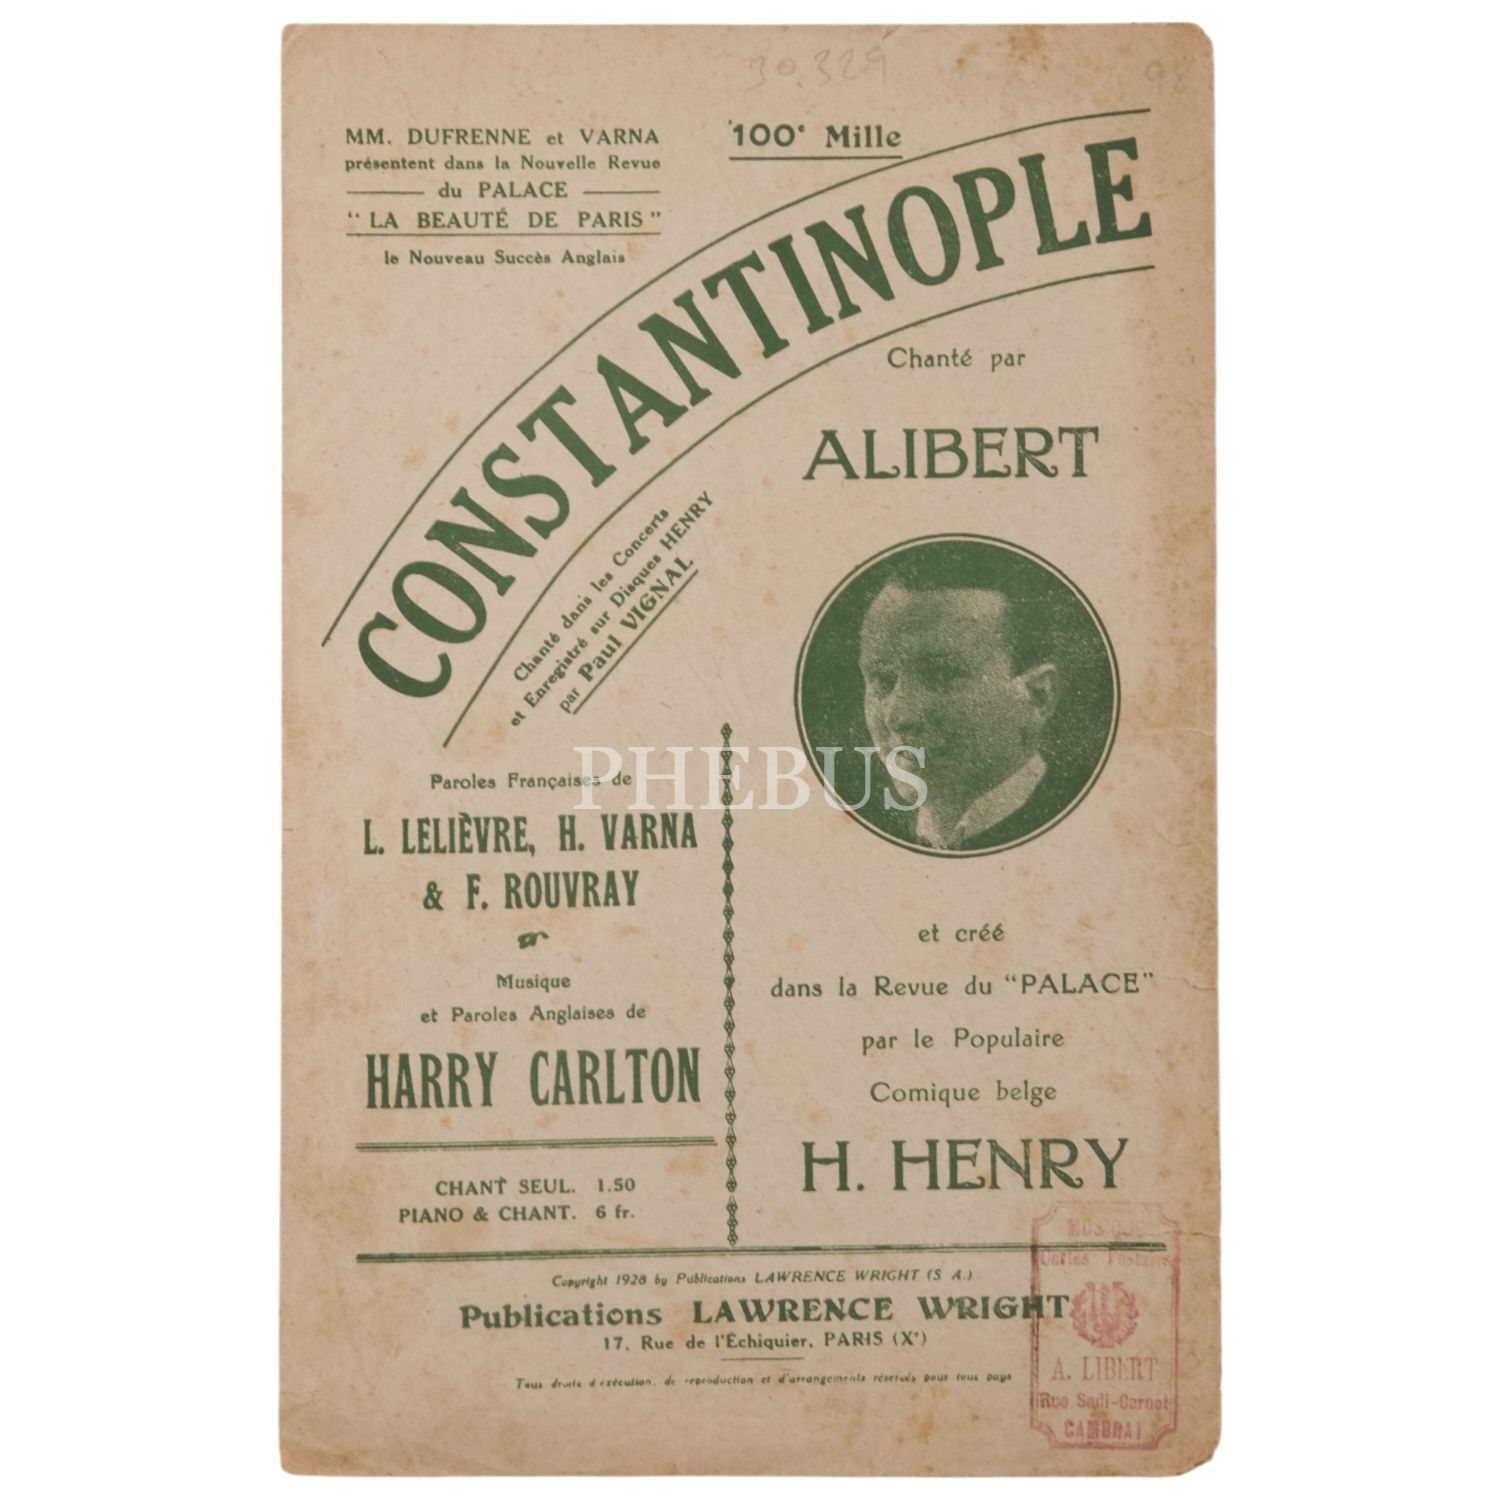 30.329
MM. DUFRENNE et VARNA
présentent dans la Nouvelle Revue
du PALACE
"LA BEAUTÉ DE PARIS"
le Nouveau Succès Anglais
100e Mille
CONSTANTINOPLE
Chanté par
ALIBERT
Chanté dans les Concerts
et Enregistré sur Disques HENRY
par Paul VIGNAL
PHEBUS
Paroles Françaises de
L. LELIÈVRE, H. VARNA
& F. ROUVRAY
Musique
et Paroles Anglaises de
HARRY CARLTON
CHANT SEUL. 1.50
PIANO & CHANT. 6 fr.
et créé
dans la Revue du "PALACE"
par le Populaire
Comique belge
H. HENRY
Copyright 1928 by Publications LAWRENCE WRIGHT (S A.)
Publications LAWRENCE WRIGHT
17, Rue de l'Échiquier, PARIS (Xe)
Tous droits d'exécution, de reproduction et d'arrangements réservés pour tous pays
Cartes Postales
A. LIBERT
Rue Sadi-Carnot
CAMBRAI